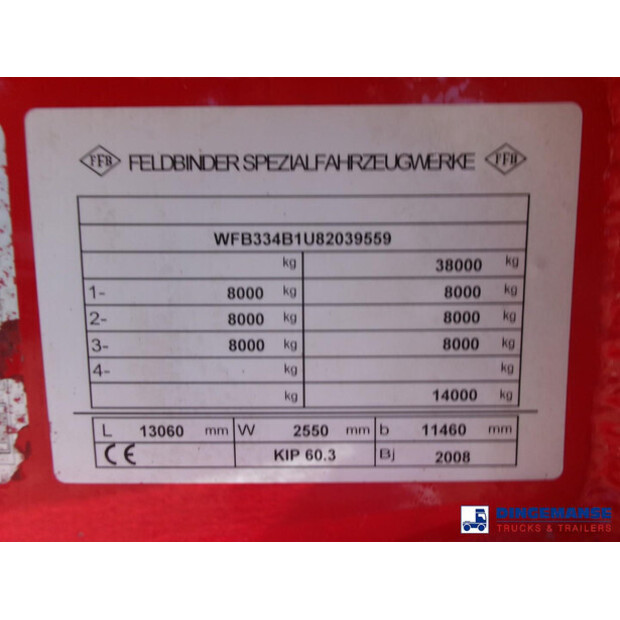 FFB FELDBINDER SPEZIALFAHRZEUGWERKE FFB
WFB334B1U82039559
kg 38000 kg
1- 8000 kg 8000 kg
2- 8000 kg 8000 kg
3- 8000 kg 8000 kg
4- kg
kg 14000 kg
L 13060 mm W 2550 mm b 11460 mm
CE KIP 60.3 Bj 2008
TRUCKS & TRAILERS